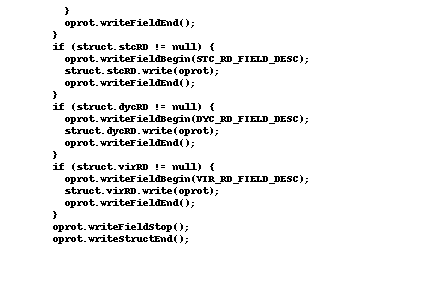 }
oprot.writeFieldEnd();
}
if (struct.stcRD != null) {
oprot.writeFieldBegin(STC_RD_FIELD_DESC);
struct.stcRD.write(oprot);
oprot.writeFieldEnd();
}
if (struct.dycRD != null) {
oprot.writeFieldBegin(DYC_RD_FIELD_DESC);
struct.dycRD.write(oprot);
oprot.writeFieldEnd();
}
if (struct.virRD != null) {
oprot.writeFieldBegin(VIR_RD_FIELD_DESC);
struct.virRD.write(oprot);
oprot.writeFieldEnd();
}
oprot.writeFieldStop();
oprot.writeStructEnd();